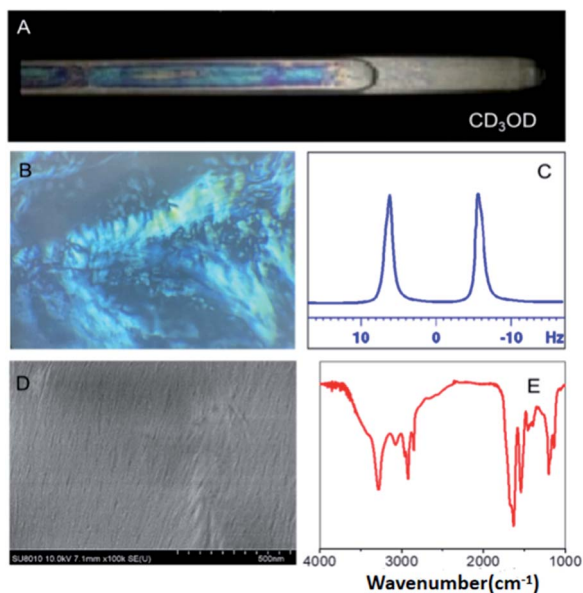 A
CD₃OD
B
C
10 0 -10 Hz
D
SU8010 10.0kV 7.1mm x100k SE(U) 500nm
E
4000 3000 2000 1000
Wavenumber(cm⁻¹)